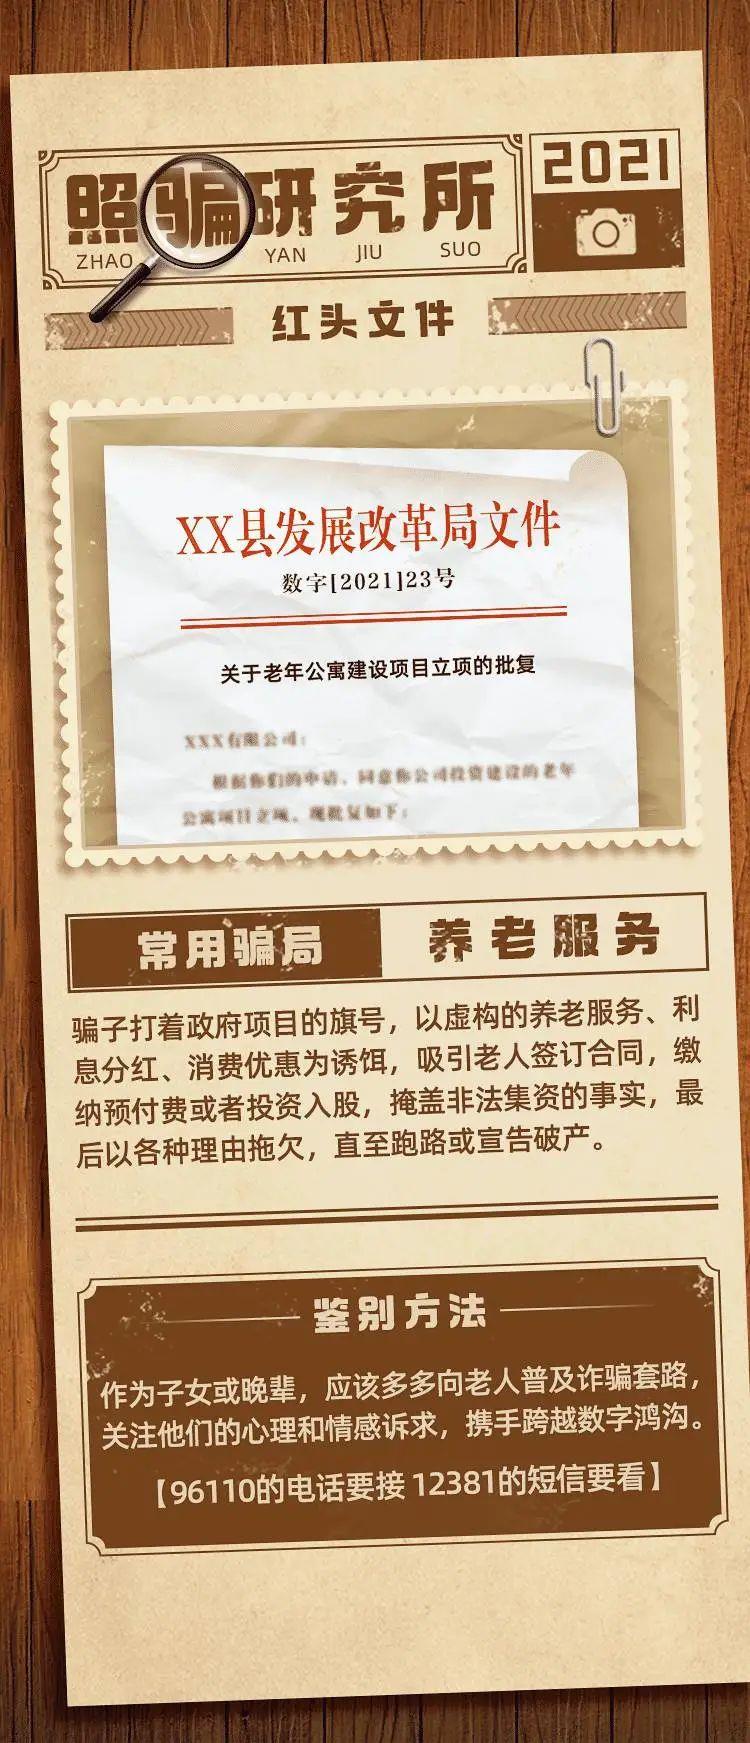 照骗研究所
2021
ZHAO YAN JIU SUO
红头文件
XX县发展改革局文件
数字[2021]23号
关于老年公寓建设项目立项的批复
XXX有限公司：
根据你们的申请，同意你公司投资建设的老年
公寓项目立项。现批复如下：
常用骗局
养老服务
骗子打着政府项目的旗号，以虚构的养老服务、利
息分红、消费优惠为诱饵，吸引老人签订合同，缴
纳预付费或者投资入股，掩盖非法集资的事实，最
后以各种理由拖欠，直至跑路或宣告破产。
鉴别方法
作为子女或晚辈，应该多多向老人普及诈骗套路，
关注他们的心理和情感诉求，携手跨越数字鸿沟。
【96110的电话要接 12381的短信要看】